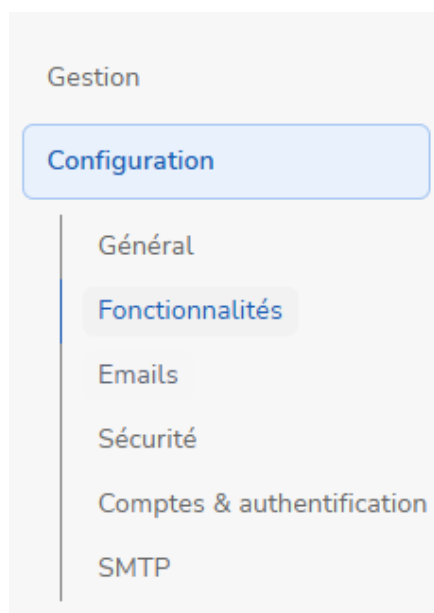 Gestion
Configuration
Général
Fonctionnalités
Emails
Sécurité
Comptes & authentification
SMTP